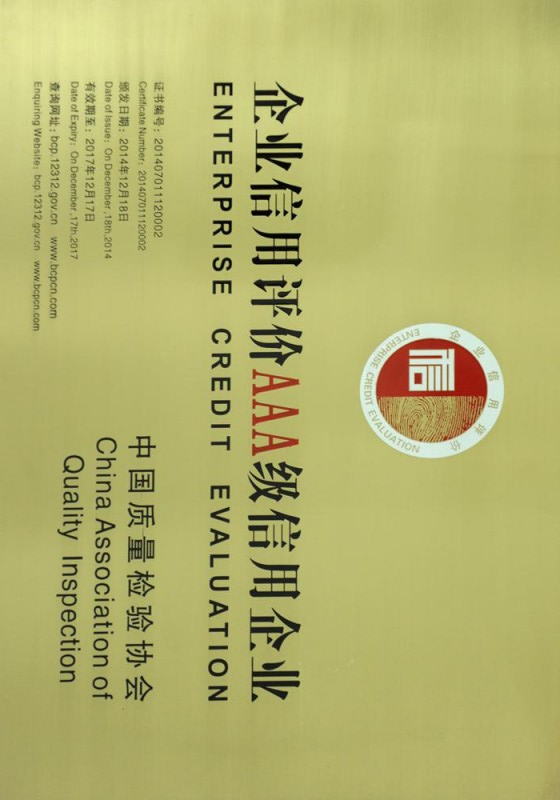 企业信用评价
ENTERPRISE CREDIT EVALUATION
信
企业信用评价AAA级信用企业
ENTERPRISE CREDIT EVALUATION
证书编号：201407011120002
Certificate Number：201407011120002
颁发日期：2014年12月18日
Date of Issue：On December ,18th,2014
有效期至：2017年12月17日
Date of Expiry：On December ,17th,2017
查询网址：bcp.12312.gov.cn www.bcpcn.com
Enquiring Website：bcp.12312.gov.cn www.bcpcn.com
中国质量检验协会
China Association of
Quality Inspection